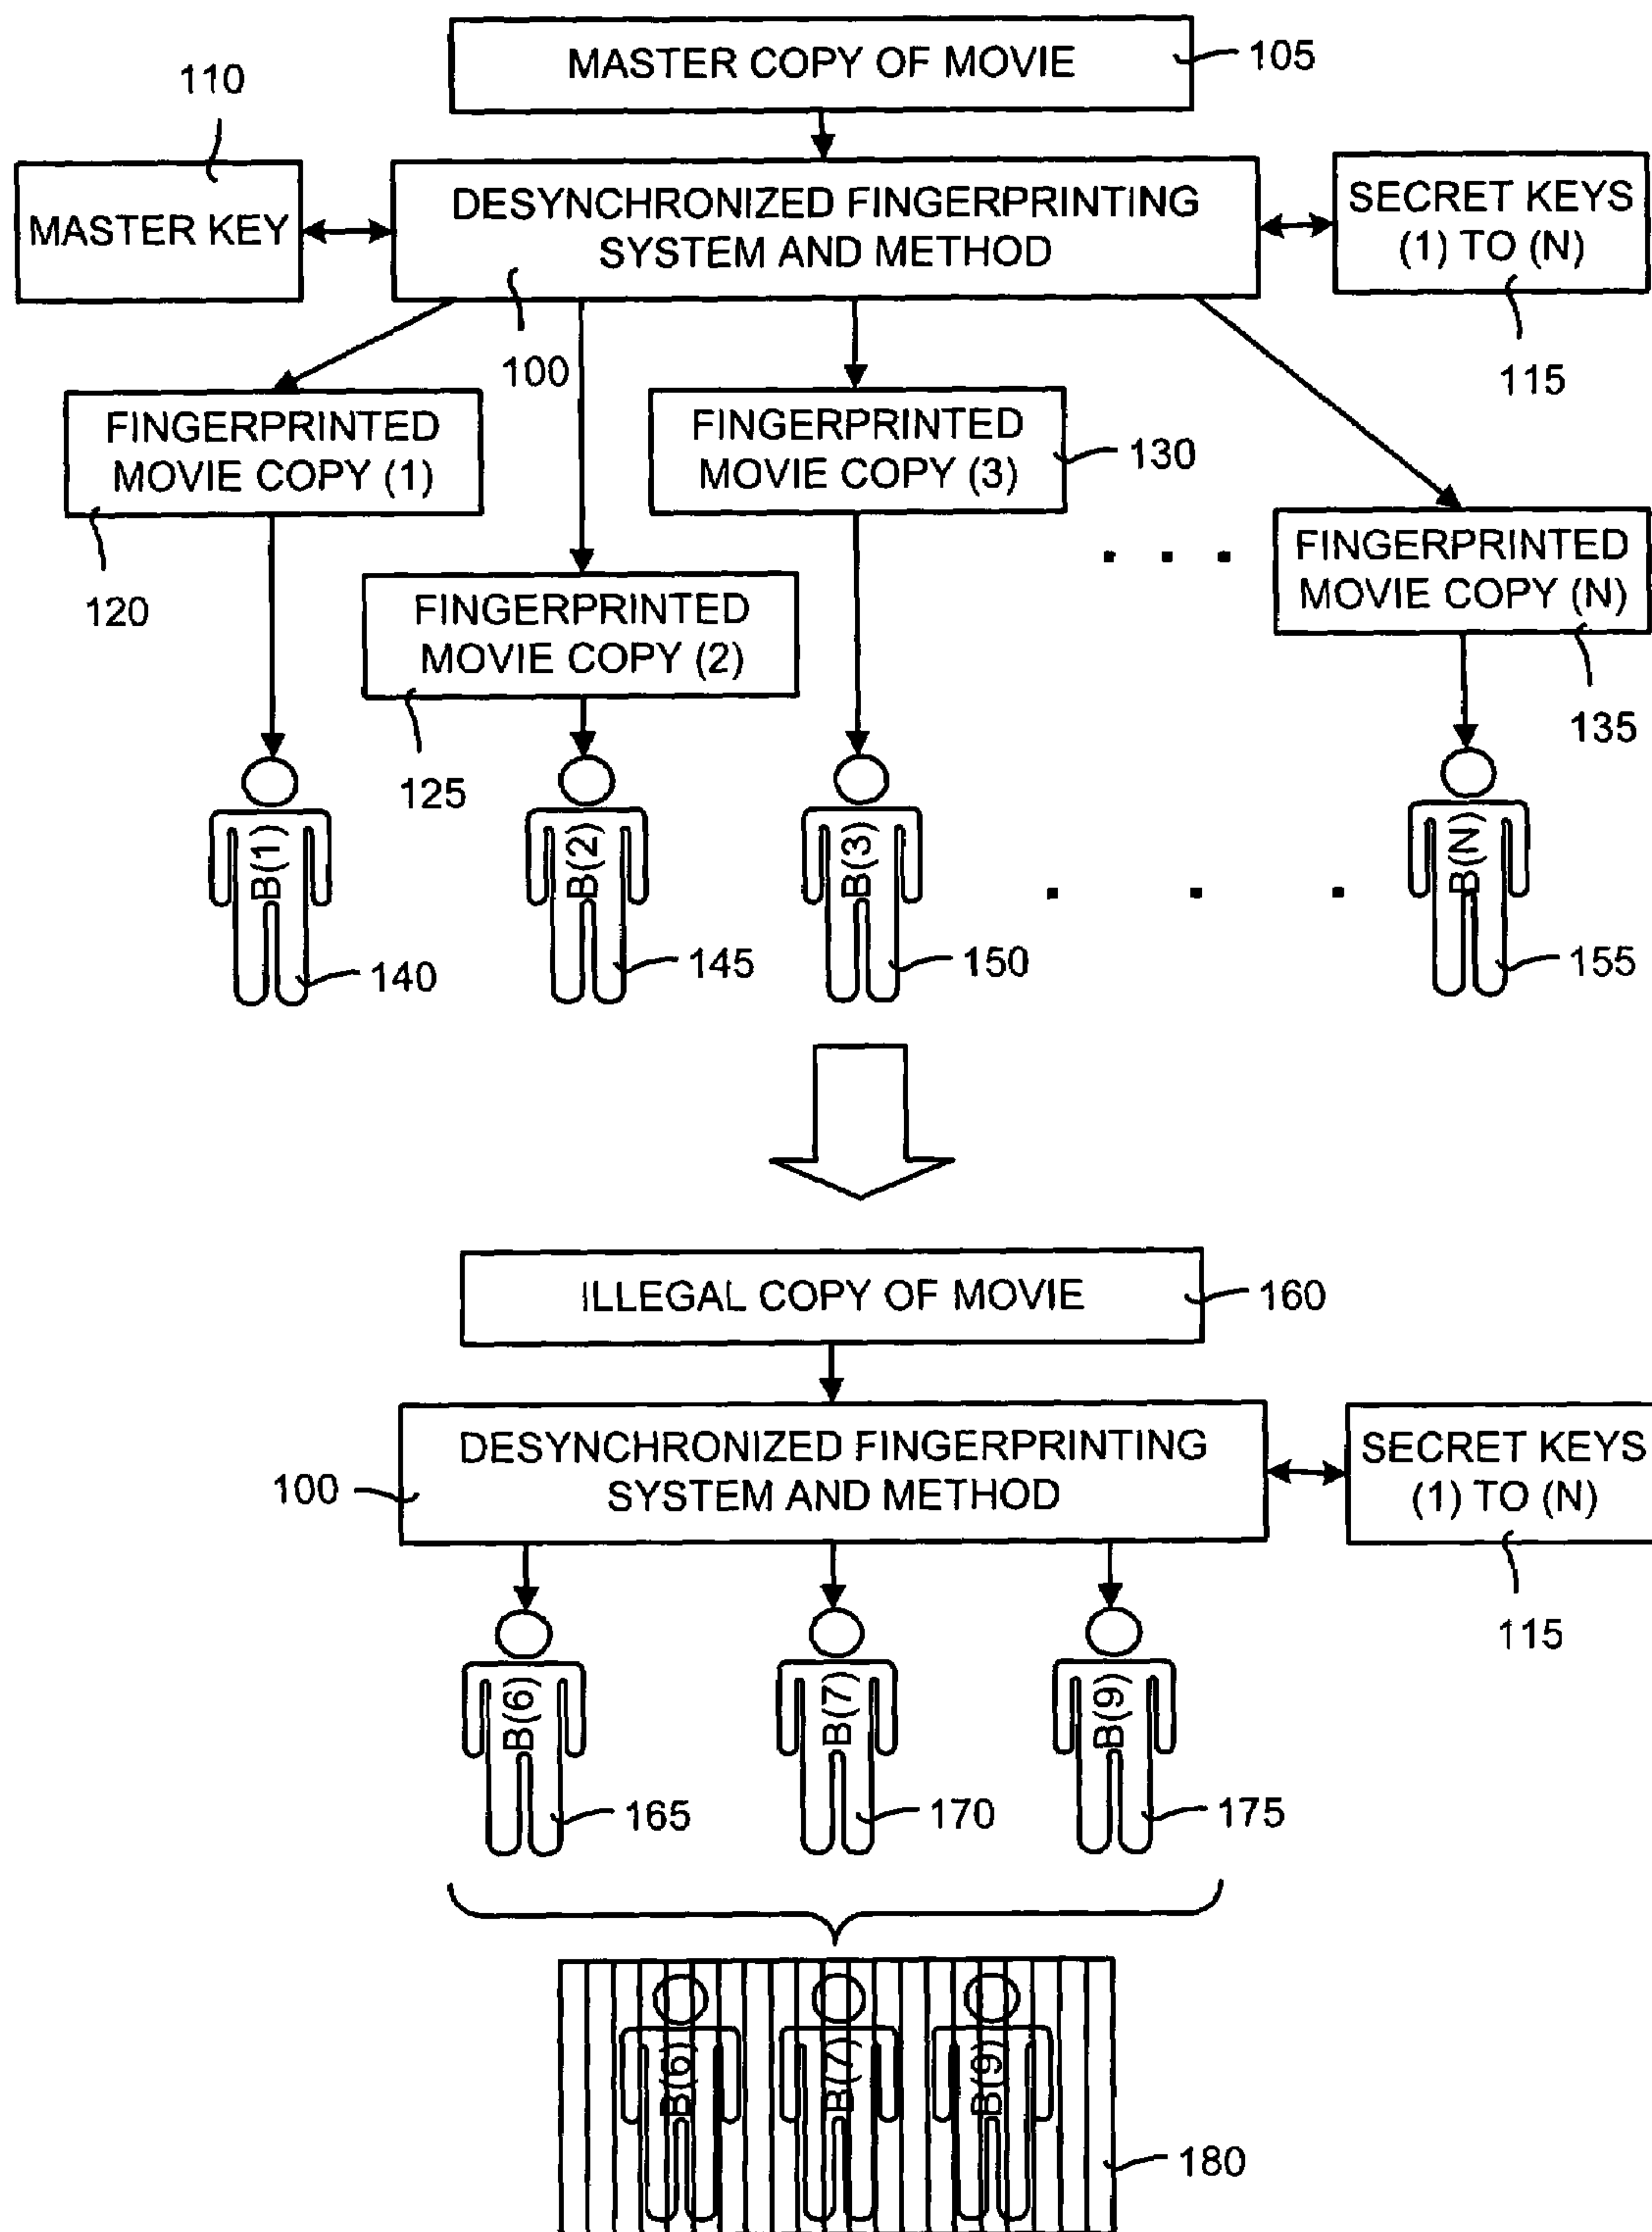 MASTER COPY OF MOVIE
105
110
MASTER KEY
DESYNCHRONIZED FINGERPRINTING
SYSTEM AND METHOD
SECRET KEYS
(1) TO (N)
100
115
FINGERPRINTED
MOVIE COPY (1)
FINGERPRINTED
MOVIE COPY (3)
130
120
FINGERPRINTED
MOVIE COPY (2)
. . .
FINGERPRINTED
MOVIE COPY (N)
125
135
B(1)
B(2)
B(3)
. . .
B(N)
140
145
150
155
ILLEGAL COPY OF MOVIE
160
DESYNCHRONIZED FINGERPRINTING
SYSTEM AND METHOD
100
SECRET KEYS
(1) TO (N)
115
B(6)
B(7)
B(9)
165
170
175
B(6)
B(7)
B(9)
180